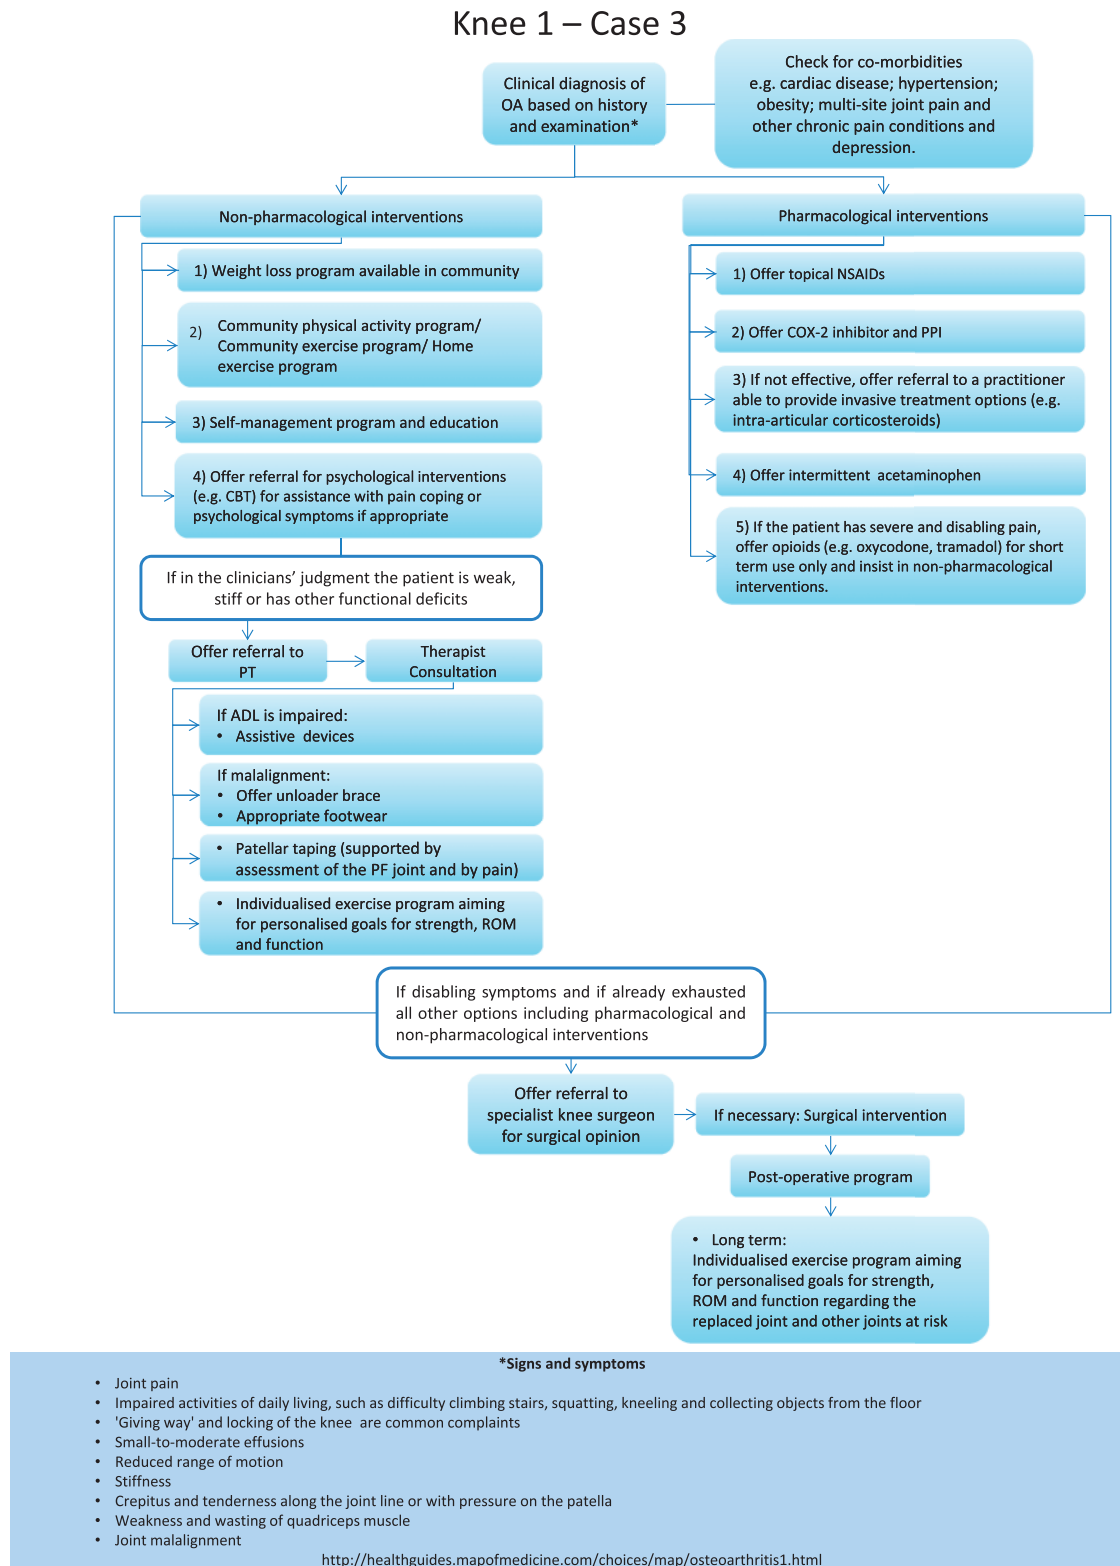 Knee 1 – Case 3
Clinical diagnosis of
OA based on history
and examination*
Check for co-morbidities
e.g. cardiac disease; hypertension;
obesity; multi-site joint pain and
other chronic pain conditions and
depression.
Non-pharmacological interventions
1) Weight loss program available in community
2) Community physical activity program/
Community exercise program/ Home
exercise program
3) Self-management program and education
4) Offer referral for psychological interventions
(e.g. CBT) for assistance with pain coping or
psychological symptoms if appropriate
If in the clinicians’ judgment the patient is weak,
stiff or has other functional deficits
Offer referral to
PT
Therapist
Consultation
If ADL is impaired:
• Assistive devices
If malalignment:
• Offer unloader brace
• Appropriate footwear
• Patellar taping (supported by
assessment of the PF joint and by pain)
• Individualised exercise program aiming
for personalised goals for strength, ROM
and function
Pharmacological interventions
1) Offer topical NSAIDs
2) Offer COX-2 inhibitor and PPI
3) If not effective, offer referral to a practitioner
able to provide invasive treatment options (e.g.
intra-articular corticosteroids)
4) Offer intermittent acetaminophen
5) If the patient has severe and disabling pain,
offer opioids (e.g. oxycodone, tramadol) for short
term use only and insist in non-pharmacological
interventions.
If disabling symptoms and if already exhausted
all other options including pharmacological and
non-pharmacological interventions
Offer referral to
specialist knee surgeon
for surgical opinion
If necessary: Surgical intervention
Post-operative program
• Long term:
Individualised exercise program aiming
for personalised goals for strength,
ROM and function regarding the
replaced joint and other joints at risk
*Signs and symptoms
• Joint pain
• Impaired activities of daily living, such as difficulty climbing stairs, squatting, kneeling and collecting objects from the floor
• 'Giving way' and locking of the knee are common complaints
• Small-to-moderate effusions
• Reduced range of motion
• Stiffness
• Crepitus and tenderness along the joint line or with pressure on the patella
• Weakness and wasting of quadriceps muscle
• Joint malalignment
http://healthguides.mapofmedicine.com/choices/map/osteoarthritis1.html